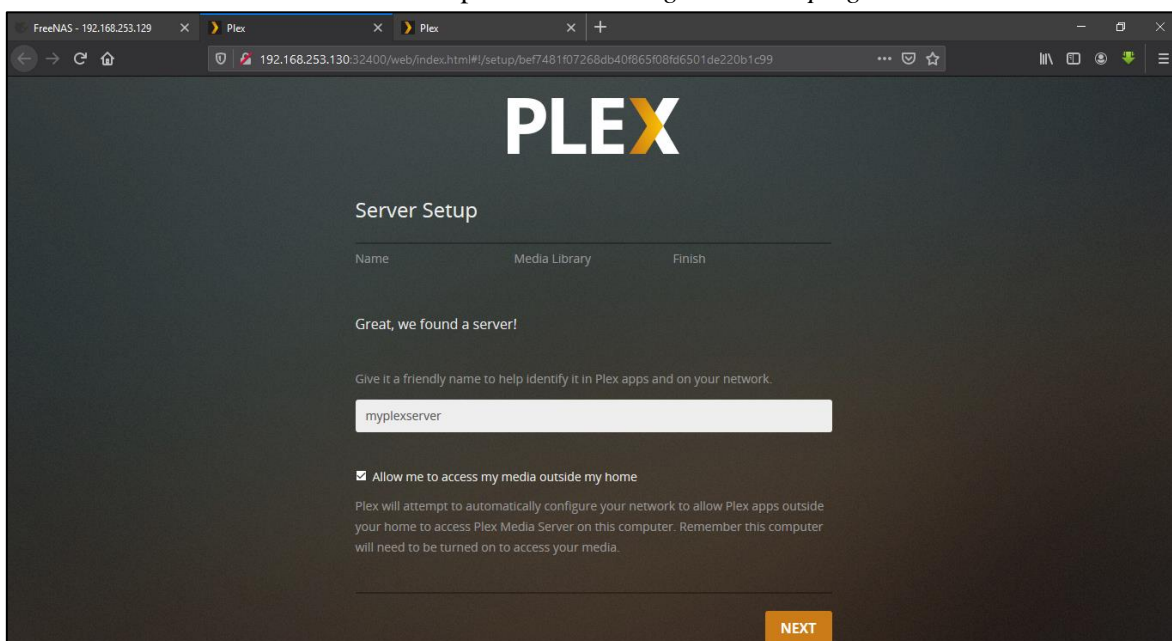 FreeNAS - 192.168.253.129
Plex
Plex
192.168.253.130:32400/web/index.html#!/setup/bef7481f07268db40f865f08fd6501de220b1c99
PLEX
Server Setup
Name Media Library Finish
Great, we found a server!
Give it a friendly name to help identify it in Plex apps and on your network.
myplexserver
Allow me to access my media outside my home
Plex will attempt to automatically configure your network to allow Plex apps outside
your home to access Plex Media Server on this computer. Remember this computer
will need to be turned on to access your media.
NEXT